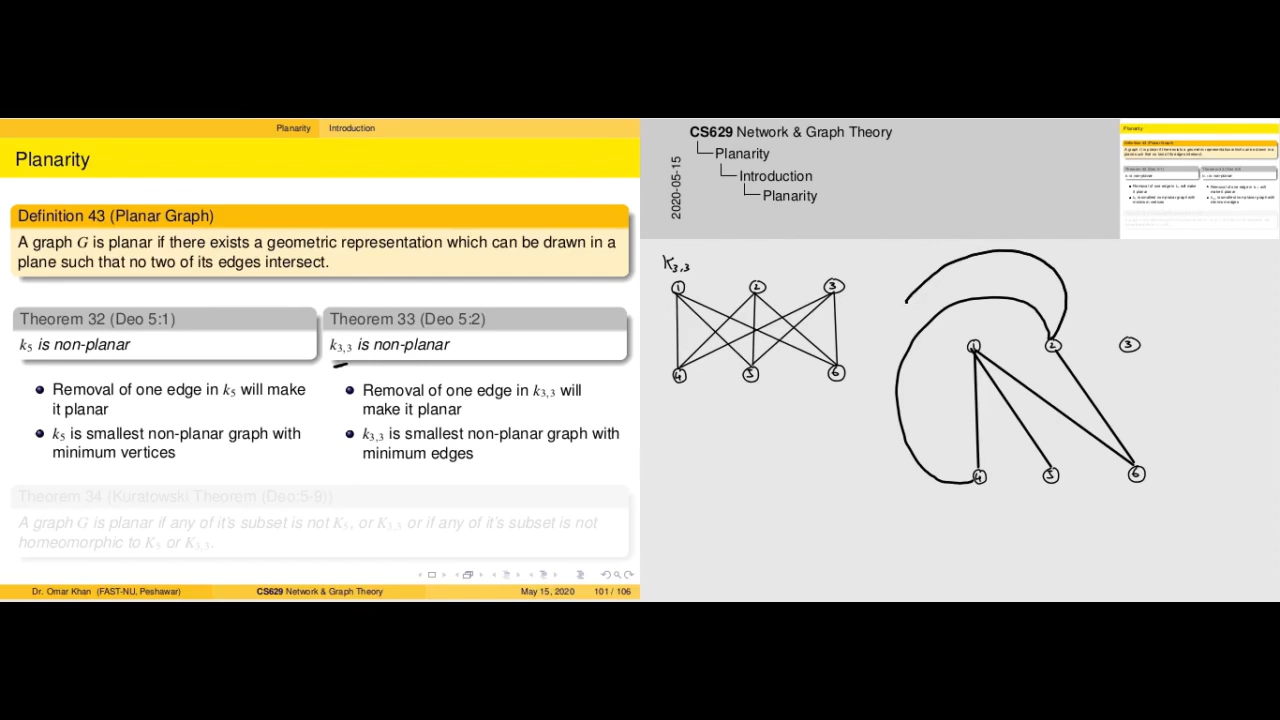 Planarity Introduction
Planarity
Definition 43 (Planar Graph)
A graph G is planar if there exists a geometric representation which can be drawn in a
plane such that no two of its edges intersect.
Theorem 32 (Deo 5:1)
k5 is non-planar
Removal of one edge in k5 will make
it planar
k5 is smallest non-planar graph with
minimum vertices
Theorem 33 (Deo 5:2)
k3,3 is non-planar
Removal of one edge in k3,3 will
make it planar
k3,3 is smallest non-planar graph with
minimum edges
Theorem 34 (Kuratowski Theorem (Deo:5-9))
A graph G is planar if any of it's subset is not K5, or K3,3 or if any of it's subset is not
homeomorphic to K5 or K3,3.
Dr. Omar Khan (FAST-NU, Peshawar) CS629 Network & Graph Theory May 15, 2020 101 / 106
2020-05-15
CS629 Network & Graph Theory
Planarity
Introduction
Planarity
K3,3
1 2 3
4 5 6
1 2 3
4 5 6
Planarity